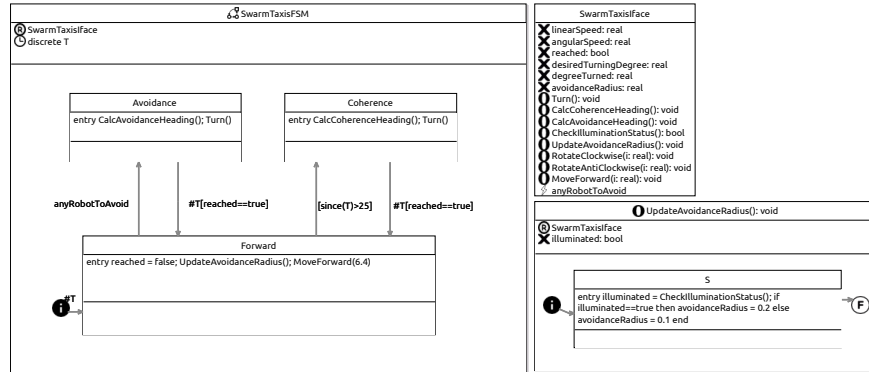 SwarmTaxisFSM
R SwarmTaxisIface
discrete T
Avoidance
entry CalcAvoidanceHeading(); Turn()
Coherence
entry CalcCoherenceHeading(); Turn()
anyRobotToAvoid
#T[reached==true]
[since(T)>25]
#T[reached==true]
Forward
entry reached = false; UpdateAvoidanceRadius(); MoveForward(6.4)
#T
i
SwarmTaxisIface
X linearSpeed: real
X angularSpeed: real
X reached: bool
X desiredTurningDegree: real
X degreeTurned: real
X avoidanceRadius: real
O Turn(): void
O CalcCoherenceHeading(): void
O CalcAvoidanceHeading(): void
O CheckIlluminationStatus(): bool
O UpdateAvoidanceRadius(): void
O RotateClockwise(i: real): void
O RotateAntiClockwise(i: real): void
O MoveForward(i: real): void
anyRobotToAvoid
O UpdateAvoidanceRadius(): void
R SwarmTaxisIface
X illuminated: bool
S
entry illuminated = CheckIlluminationStatus(); if
illuminated==true then avoidanceRadius = 0.2 else
avoidanceRadius = 0.1 end
i
F